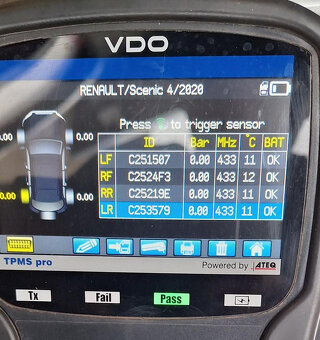 VDO
RENAULT/Scenic 4/2020
Press to trigger sensor
ID Bar MHz °C BAT
0.00 0.00 LF C251507 0.00 433 11 OK
RF C2524F3 0.00 433 12 OK
RR C25219E 0.00 433 11 OK
0.00 0.00 LR C253579 0.00 433 11 OK
TPMS pro Powered by ATEQ
Tx Fail Pass